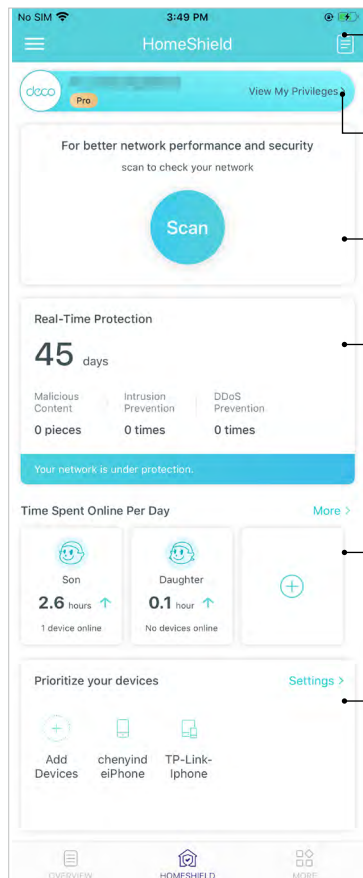 No SIM 3:49 PM
HomeShield
deco
Pro
View My Privileges >
For better network performance and security
scan to check your network
Scan
Real-Time Protection
45 days
Malicious Content
Intrusion Prevention
DDoS Prevention
0 pieces
0 times
0 times
Your network is under protection.
Time Spent Online Per Day
More >
Son
Daughter
2.6 hours ↑
0.1 hour ↑
1 device online
No devices online
Prioritize your devices
Settings >
Add Devices
chenyind eiPhone
TP-Link-Iphone
OVERVIEW
HOMESHIELD
MORE